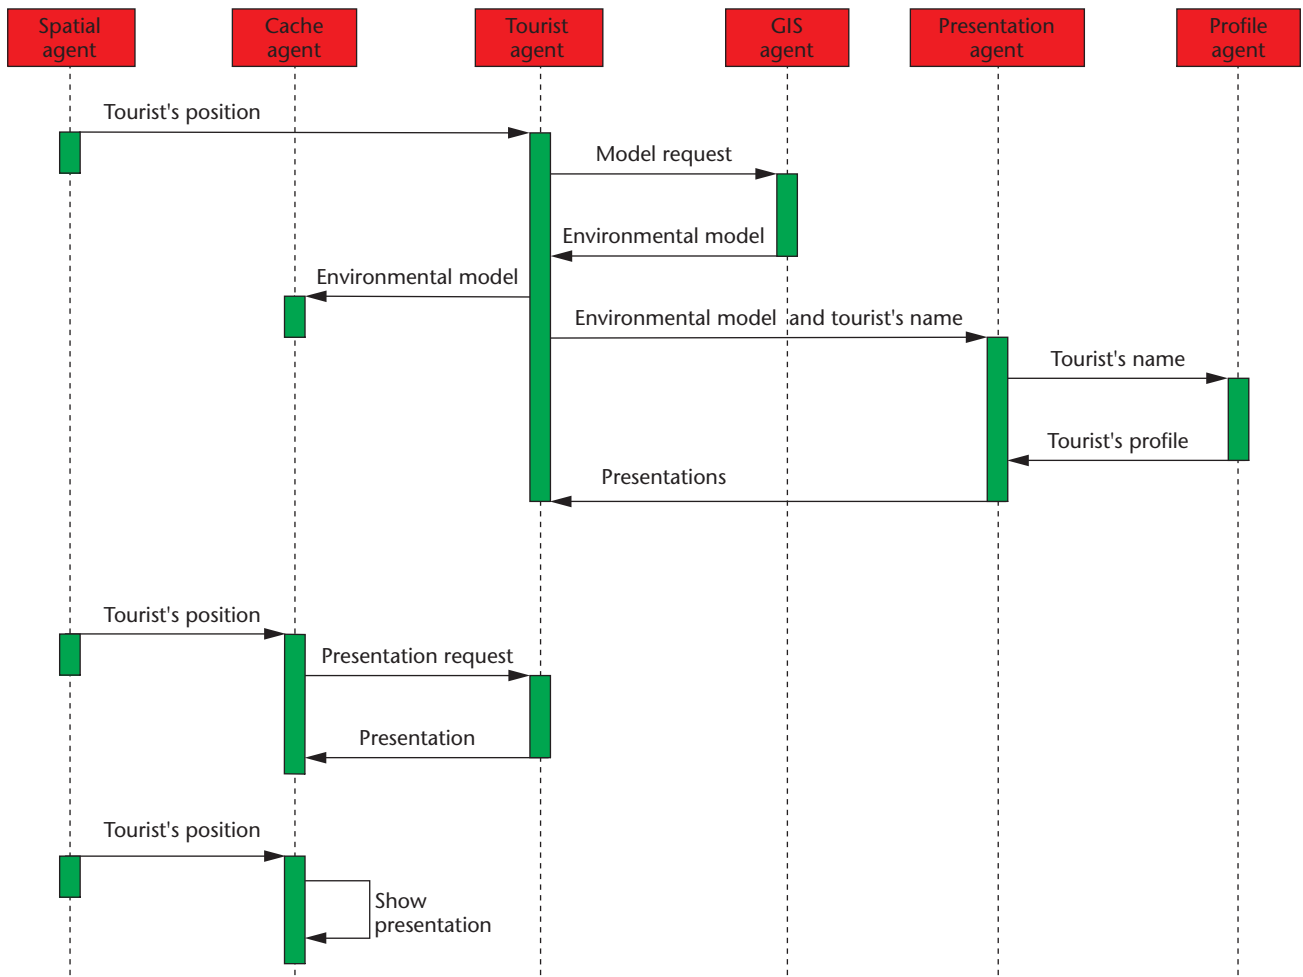 Spatial
agent
Cache
agent
Tourist
agent
GIS
agent
Presentation
agent
Profile
agent
Tourist's position
Model request
Environmental model
Environmental model
Environmental model and tourist's name
Tourist's name
Tourist's profile
Presentations
Tourist's position
Presentation request
Presentation
Tourist's position
Show
presentation